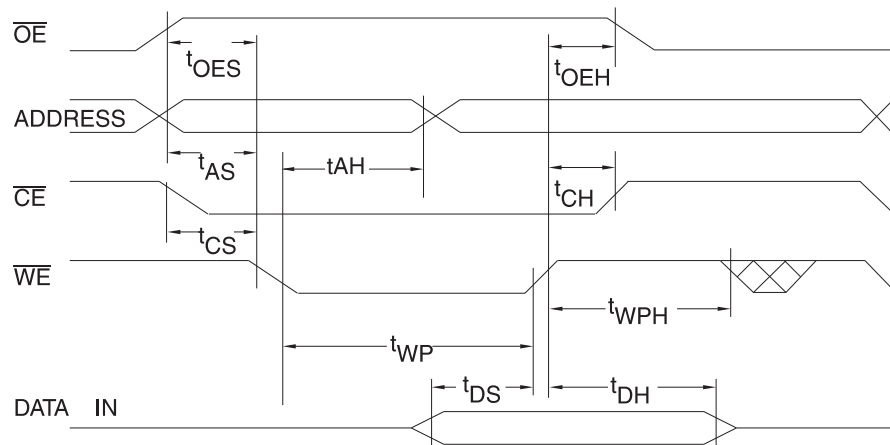 OE
tOES
tOEH
ADDRESS
tAS
tAH
tCH
CE
tCS
WE
tWPH
tWP
tDS
tDH
DATA IN